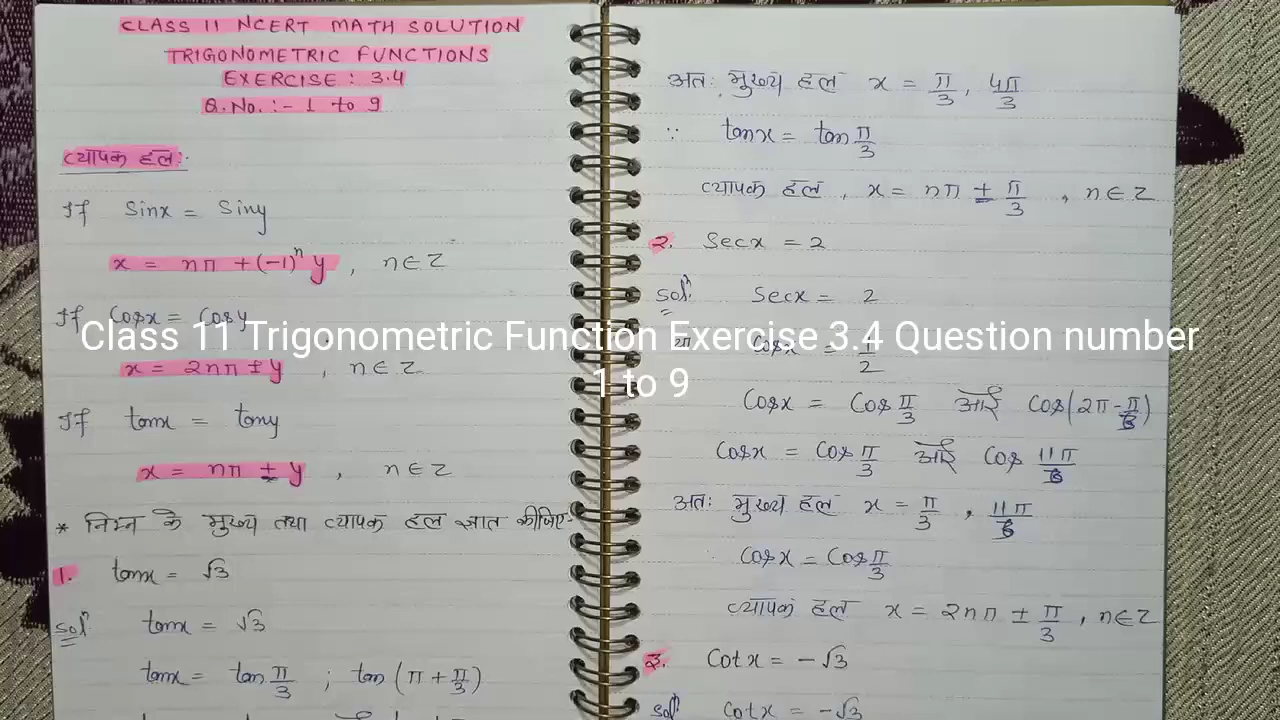 CLASS 11 NCERT MATH SOLUTION
TRIGONOMETRIC FUNCTIONS
EXERCISE : 3.4
Q.No. :- 1 to 9
व्यापक हल:-
If Sinx = Siny
x = nπ + (-1)ⁿ y , n ∈ Z
If Cosx = Cosy
x = 2nπ ± y , n ∈ Z
If tanx = tany
x = nπ ± y , n ∈ Z
* निम्न के मुख्य तथा व्यापक हल ज्ञात कीजिए-
1. tanx = √3
Sol! tanx = √3
tanx = tan π/3 ; tan (π + π/3)
अतः मुख्य हल x = π/3 , 4π/3
∵ tanx = tan π/3
व्यापक हल , x = nπ ± π/3 , n ∈ Z
2. Secx = 2
Sol! Secx = 2
या Cosx = 1/2
Cosx = Cos π/3 और Cos(2π - π/3)
Cosx = Cos π/3 और Cos 11π/
अतः मुख्य हल x = π/3 , 11π/
Cosx = Cos π/3
व्यापक हल x = 2nπ ± π/3 , n ∈ Z
3. Cotx = -√3
Sol! Cotx = -√3
Class 11 Trigonometric Function Exercise 3.4 Question number
1 to 9